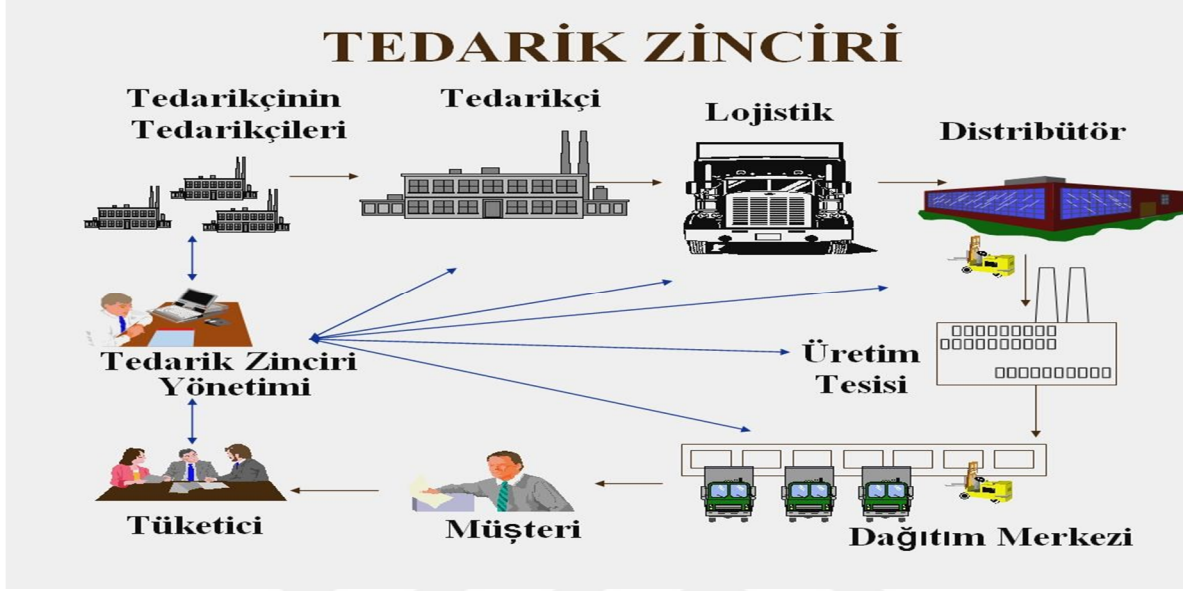 TEDARİK ZİNCİRİ
Tedarikçinin
Tedarikçileri
Tedarikçi
Lojistik
Distribütör
Tedarik Zinciri
Yönetimi
Üretim
Tesisi
Tüketici
Müşteri
Dağıtım Merkezi